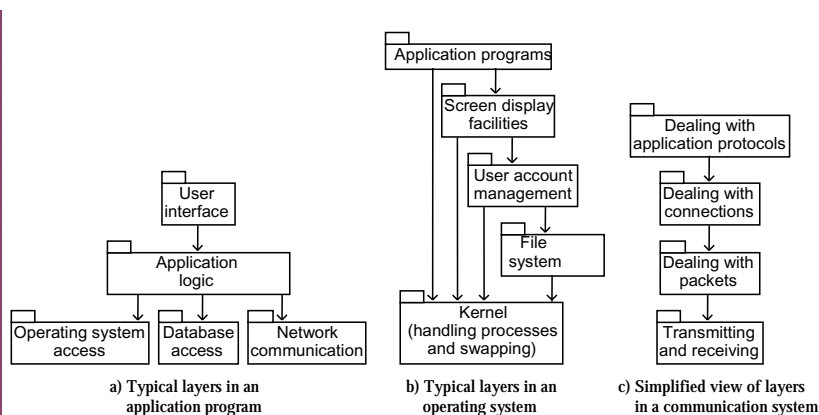 User
interface
Application
logic
Operating system
access
Database
access
Network
communication
a) Typical layers in an
application program
Application programs
Screen display
facilities
User account
management
File
system
Kernel
(handling processes
and swapping)
b) Typical layers in an
operating system
Dealing with
application protocols
Dealing with
connections
Dealing with
packets
Transmitting
and receiving
c) Simplified view of layers
in a communication system